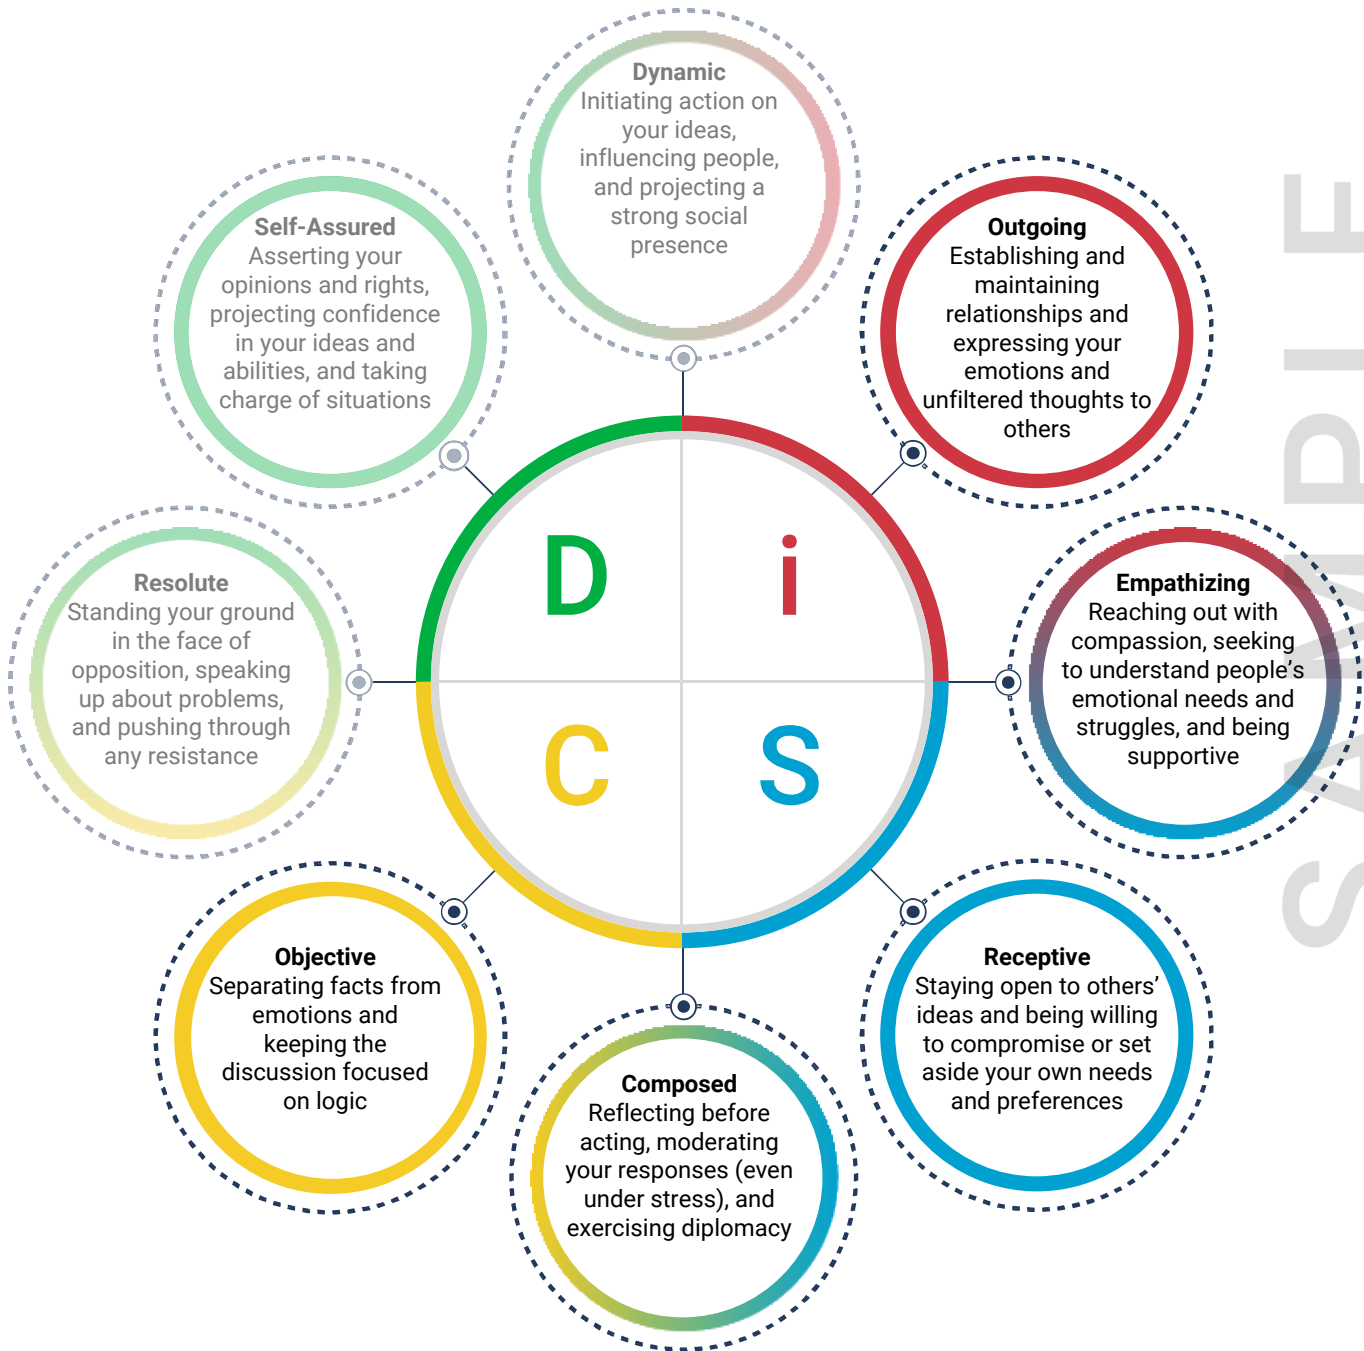 Dynamic
Initiating action on
your ideas,
influencing people,
and projecting a
strong social
presence
Self-Assured
Asserting your
opinions and rights,
projecting confidence
in your ideas and
abilities, and taking
charge of situations
Outgoing
Establishing and
maintaining
relationships and
expressing your
emotions and
unfiltered thoughts to
others
Resolute
Standing your ground
in the face of
opposition, speaking
up about problems,
and pushing through
any resistance
D
i
C
S
Empathizing
Reaching out with
compassion, seeking
to understand people's
emotional needs and
struggles, and being
supportive
Objective
Separating facts from
emotions and
keeping the
discussion focused
on logic
Composed
Reflecting before
acting, moderating
your responses (even
under stress), and
exercising diplomacy
Receptive
Staying open to others'
ideas and being willing
to compromise or set
aside your own needs
and preferences
SAMPLE